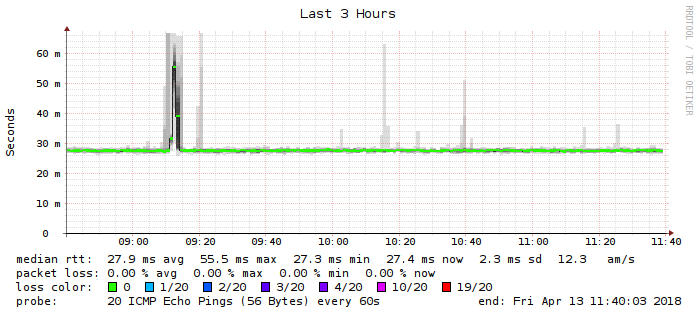 Last 3 Hours
RRDTOOL / TOBI OETIKER
Seconds
60 m
50 m
40 m
30 m
20 m
10 m
0
09:00 09:20 09:40 10:00 10:20 10:40 11:00 11:20 11:40
median rtt: 27.9 ms avg 55.5 ms max 27.3 ms min 27.4 ms now 2.3 ms sd 12.3 am/s
packet loss: 0.00 % avg 0.00 % max 0.00 % min 0.00 % now
loss color: 0 1/20 2/20 3/20 4/20 10/20 19/20
probe: 20 ICMP Echo Pings (56 Bytes) every 60s end: Fri Apr 13 11:40:03 2018